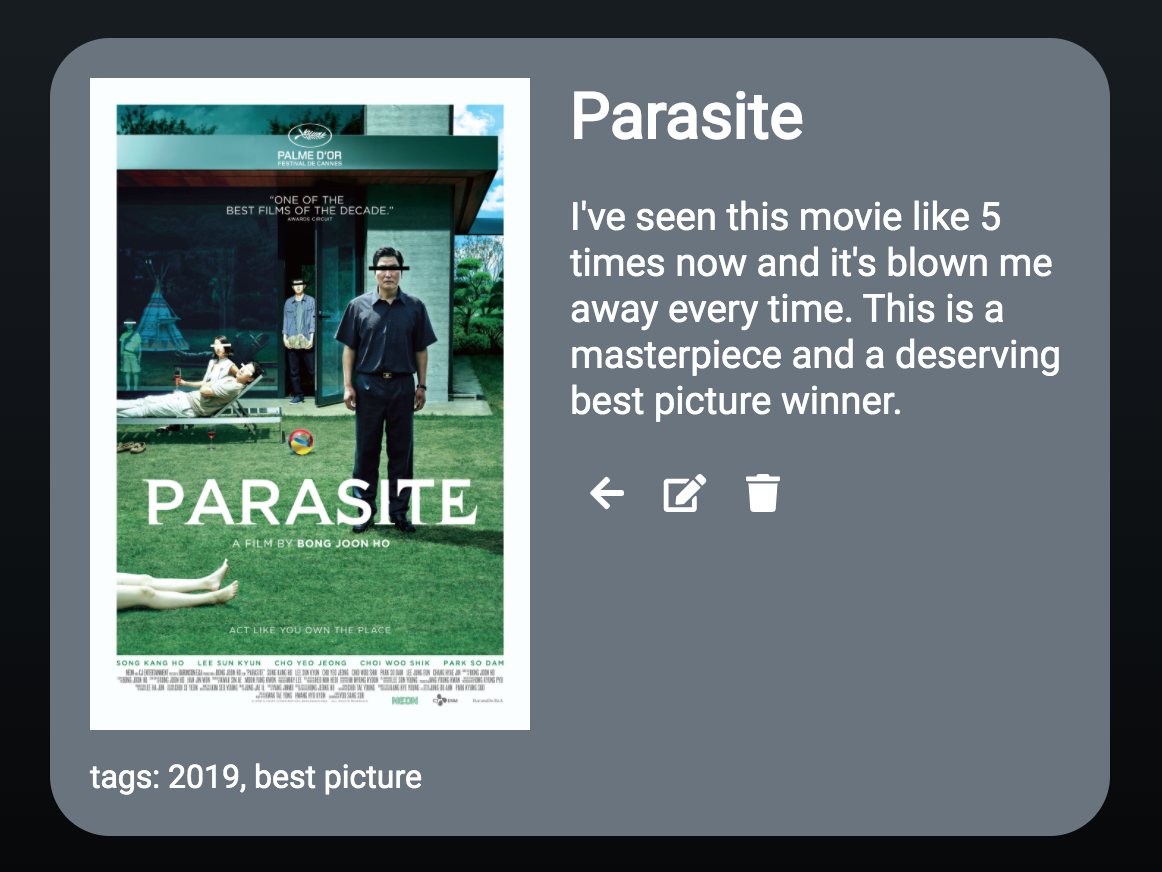 PALME D'OR
FESTIVAL DE CANNES
"ONE OF THE
BEST FILMS OF THE DECADE."
AWARDS CIRCUIT
PARASITE
A FILM BY BONG JOON HO
ACT LIKE YOU OWN THE PLACE
SONG KANG HO LEE SUN KYUN CHO YEO JEONG CHOI WOO SHIK PARK SO DAM
NEON
tags: 2019, best picture
Parasite
I've seen this movie like 5
times now and it's blown me
away every time. This is a
masterpiece and a deserving
best picture winner.